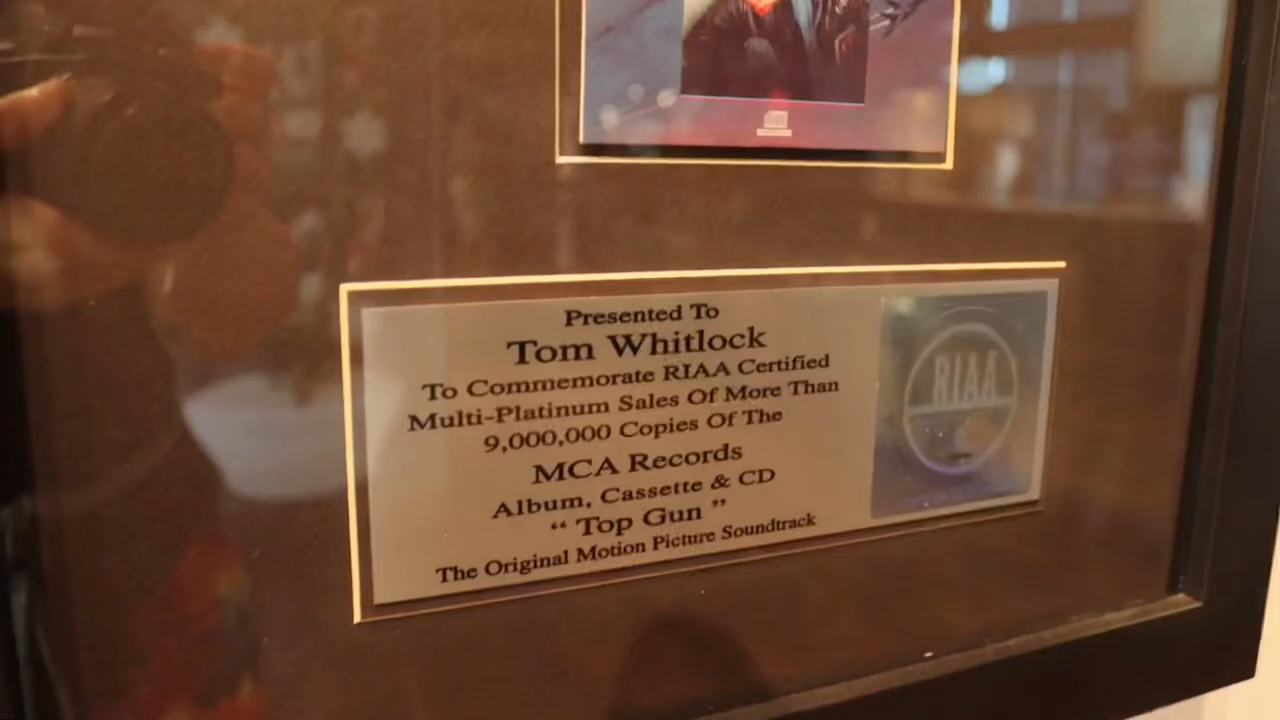 Presented To
Tom Whitlock
To Commemorate RIAA Certified
Multi-Platinum Sales Of More Than
9,000,000 Copies Of The
MCA Records
Album, Cassette & CD
“ Top Gun ”
The Original Motion Picture Soundtrack
RIAA